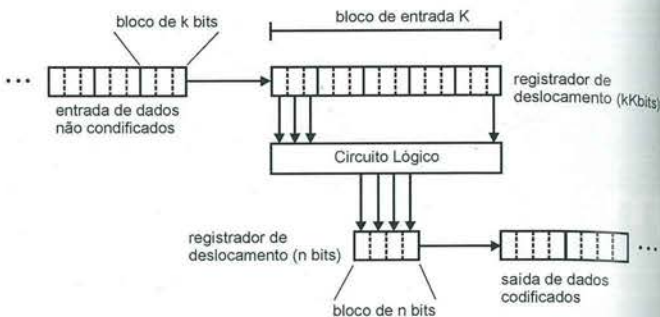 bloco de k bits
bloco de entrada K
...
entrada de dados
não condificados
registrador de
deslocamento (kKbits)
Circuito Lógico
registrador de
deslocamento (n bits)
bloco de n bits
saída de dados
codificados
...